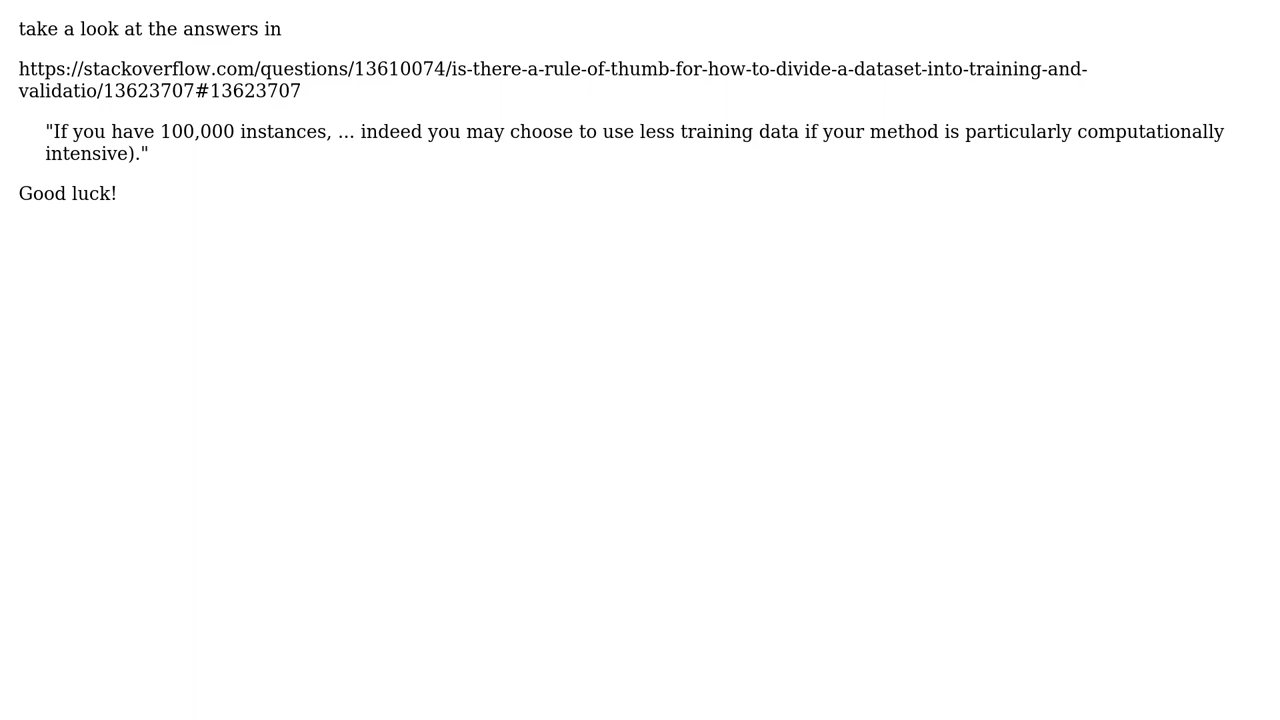 take a look at the answers in
https://stackoverflow.com/questions/13610074/is-there-a-rule-of-thumb-for-how-to-divide-a-dataset-into-training-and-
validatio/13623707#13623707
"If you have 100,000 instances, ... indeed you may choose to use less training data if your method is particularly computationally
intensive)."
Good luck!